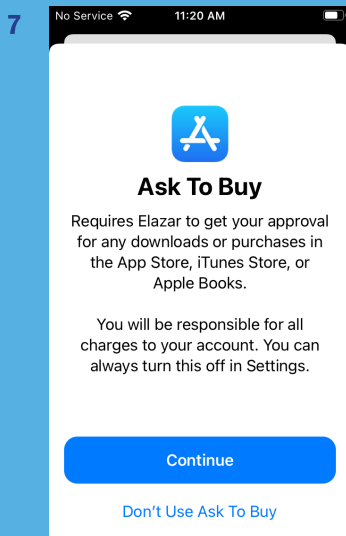 7
No Service 11:20 AM
Ask To Buy
Requires Elazar to get your approval
for any downloads or purchases in
the App Store, iTunes Store, or
Apple Books.
You will be responsible for all
charges to your account. You can
always turn this off in Settings.
Continue
Don’t Use Ask To Buy